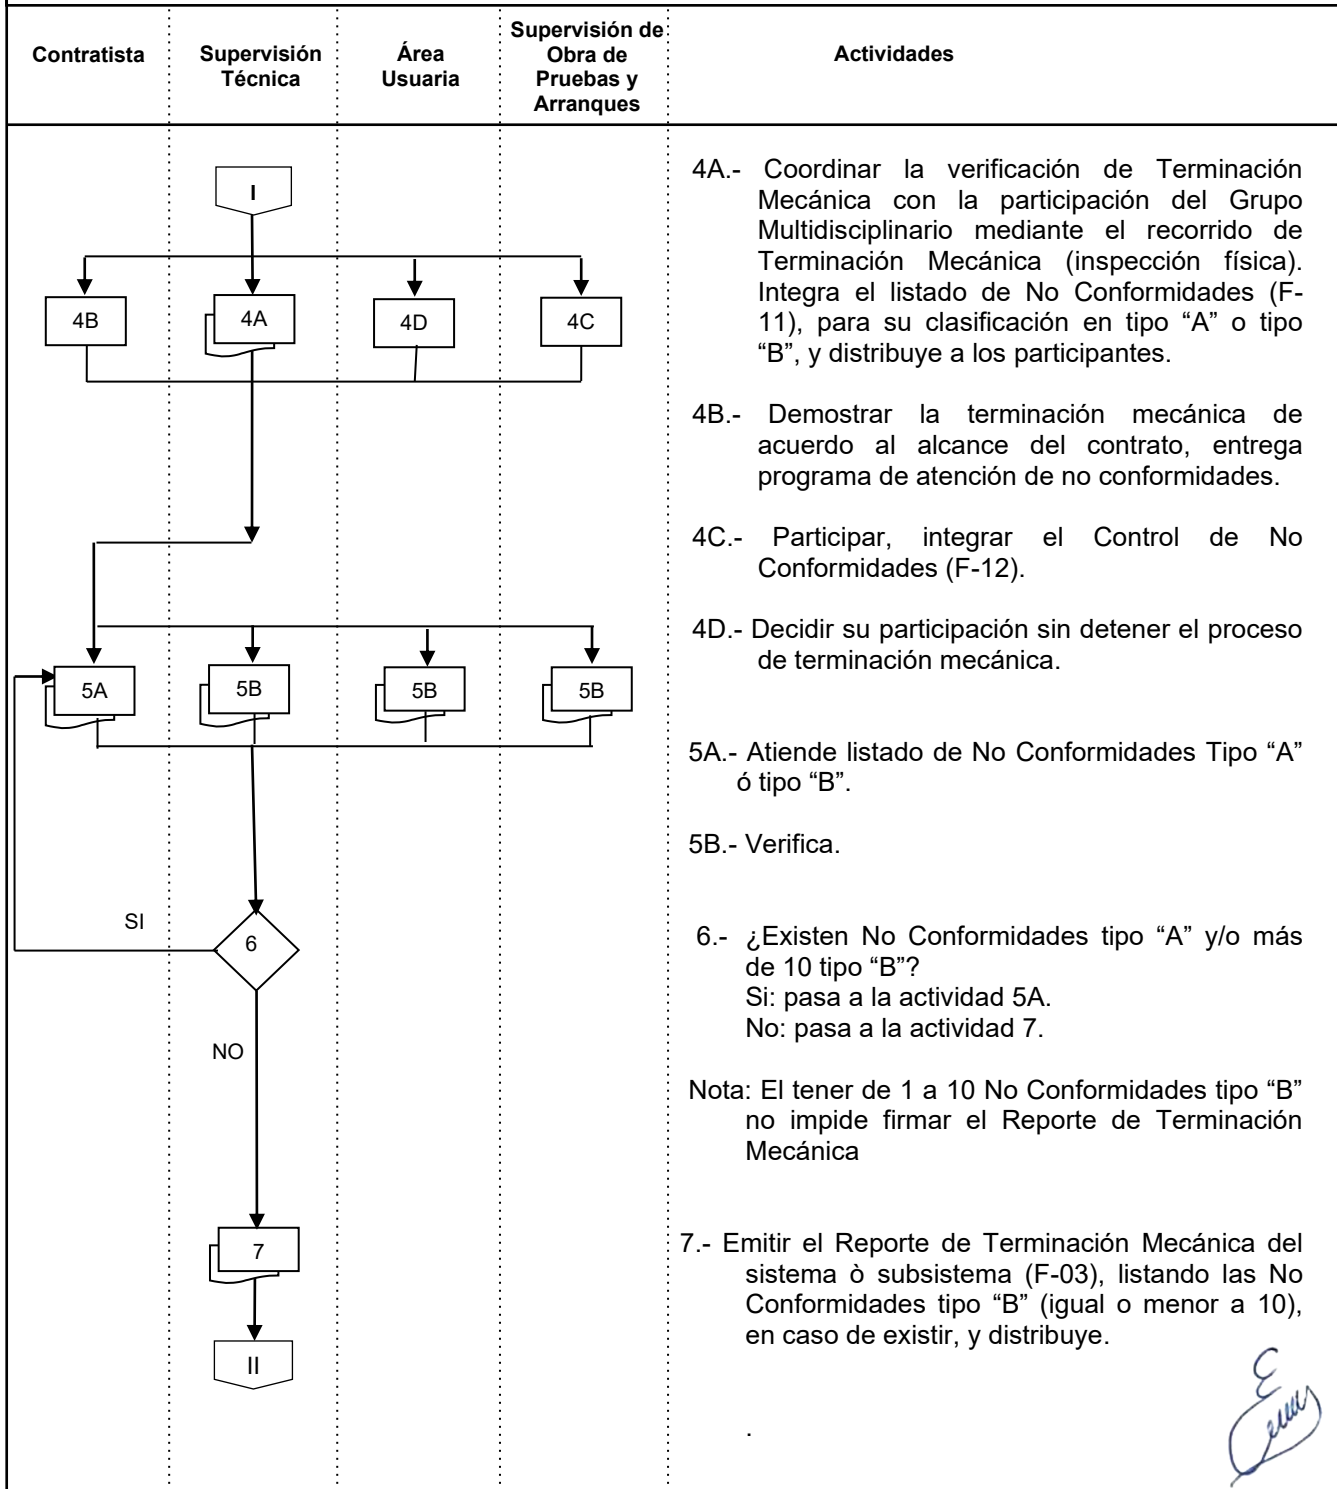 Contratista
Supervisión
Técnica
Área
Usuaria
Supervisión de
Obra de
Pruebas y
Arranques
Actividades
I
4B
4A
4D
4C
5A
5B
5B
5B
SI
6
NO
7
II
4A.- Coordinar la verificación de Terminación
Mecánica con la participación del Grupo
Multidisciplinario mediante el recorrido de
Terminación Mecánica (inspección física).
Integra el listado de No Conformidades (F-
11), para su clasificación en tipo “A” o tipo
“B”, y distribuye a los participantes.
4B.- Demostrar la terminación mecánica de
acuerdo al alcance del contrato, entrega
programa de atención de no conformidades.
4C.- Participar, integrar el Control de No
Conformidades (F-12).
4D.- Decidir su participación sin detener el proceso
de terminación mecánica.
5A.- Atiende listado de No Conformidades Tipo “A”
ó tipo “B”.
5B.- Verifica.
6.- ¿Existen No Conformidades tipo “A” y/o más
de 10 tipo “B”?
Si: pasa a la actividad 5A.
No: pasa a la actividad 7.
Nota: El tener de 1 a 10 No Conformidades tipo “B”
no impide firmar el Reporte de Terminación
Mecánica
7.- Emitir el Reporte de Terminación Mecánica del
sistema ò subsistema (F-03), listando las No
Conformidades tipo “B” (igual o menor a 10),
en caso de existir, y distribuye.
.